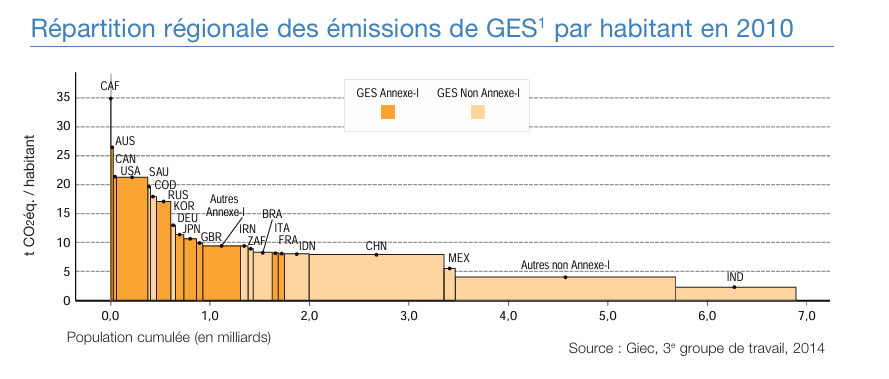 Répartition régionale des émissions de GES¹ par habitant en 2010
t CO2éq. / habitant
35
30
25
20
15
10
5
0
GES Annexe-I GES Non Annexe-I
CAF
AUS
CAN
USA
SAU
COD
RUS
KOR
DEU
JPN
GBR
Autres
Annexe-I
IRN
ZAF
BRA
ITA
FRA
IDN
CHN
MEX
Autres non Annexe-I
IND
0,0 1,0 2,0 3,0 4,0 5,0 6,0 7,0
Population cumulée (en milliards)
Source : Giec, 3e groupe de travail, 2014